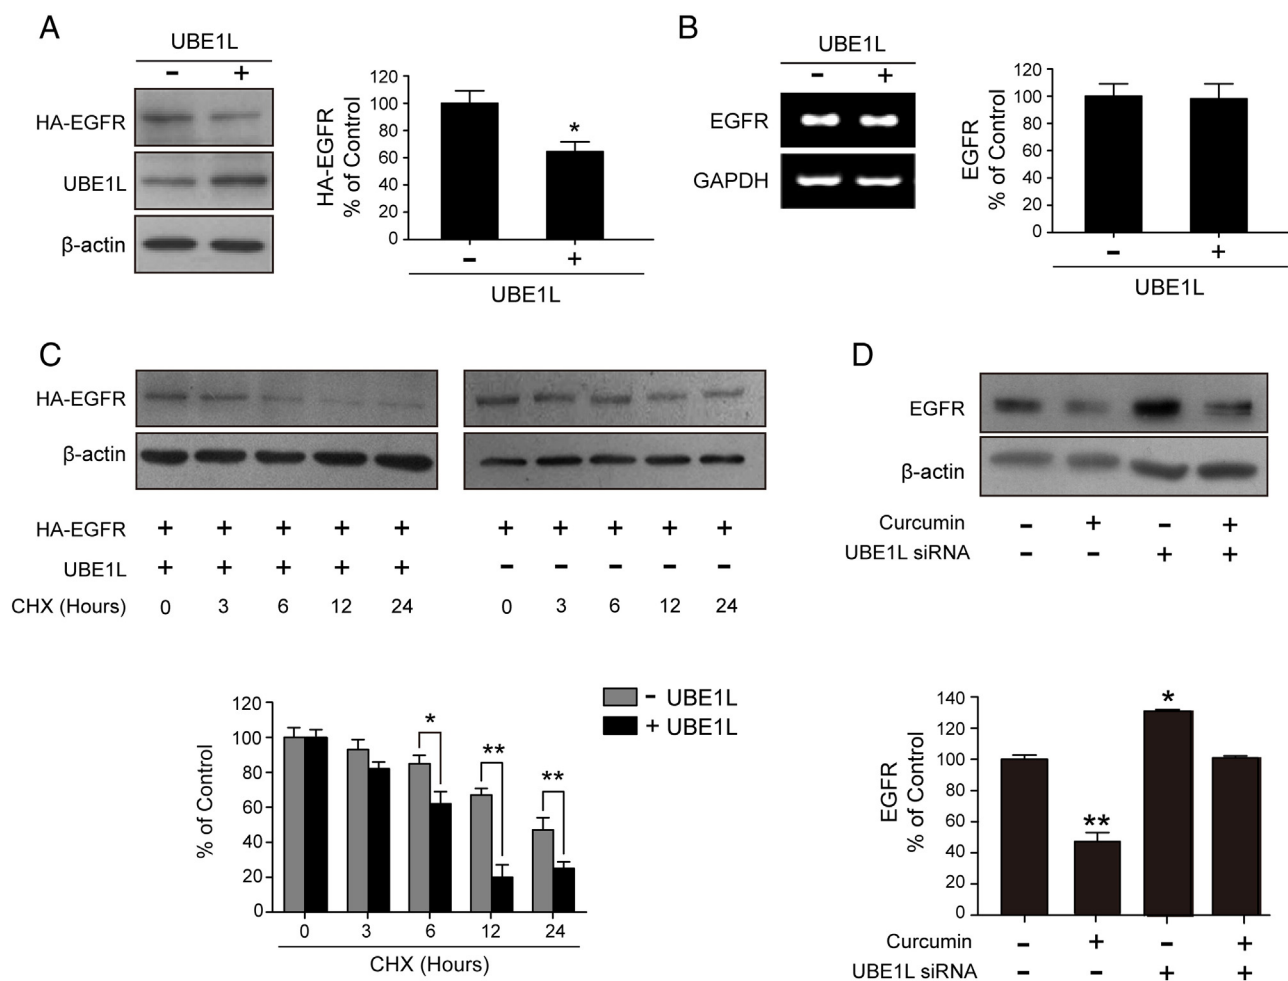 A
UBE1L
- +
HA-EGFR
UBE1L
β-actin
HA-EGFR
% of Control
120
100
80
60
40
20
0
*
- +
UBE1L
B
UBE1L
- +
EGFR
GAPDH
EGFR
% of Control
120
100
80
60
40
20
0
- +
UBE1L
C
HA-EGFR
β-actin
HA-EGFR + + + + + + + + + +
UBE1L + + + + + - - - - -
CHX (Hours) 0 3 6 12 24 0 3 6 12 24
- UBE1L
+ UBE1L
% of Control
120
100
80
60
40
20
0
* ** **
0 3 6 12 24
CHX (Hours)
D
EGFR
β-actin
Curcumin - + - +
UBE1L siRNA - - + +
EGFR
% of Control
140
120
100
80
60
40
20
0
** *
Curcumin - + - +
UBE1L siRNA - - + +